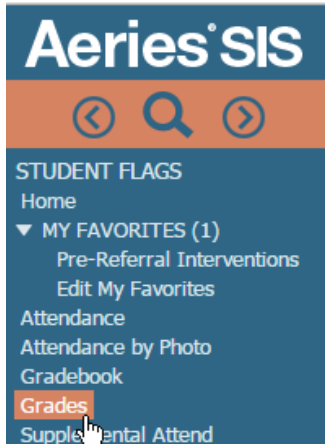 Aeries°SIS
STUDENT FLAGS
Home
▼ MY FAVORITES (1)
Pre-Referral Interventions
Edit My Favorites
Attendance
Attendance by Photo
Gradebook
Grades
Supplemental Attend